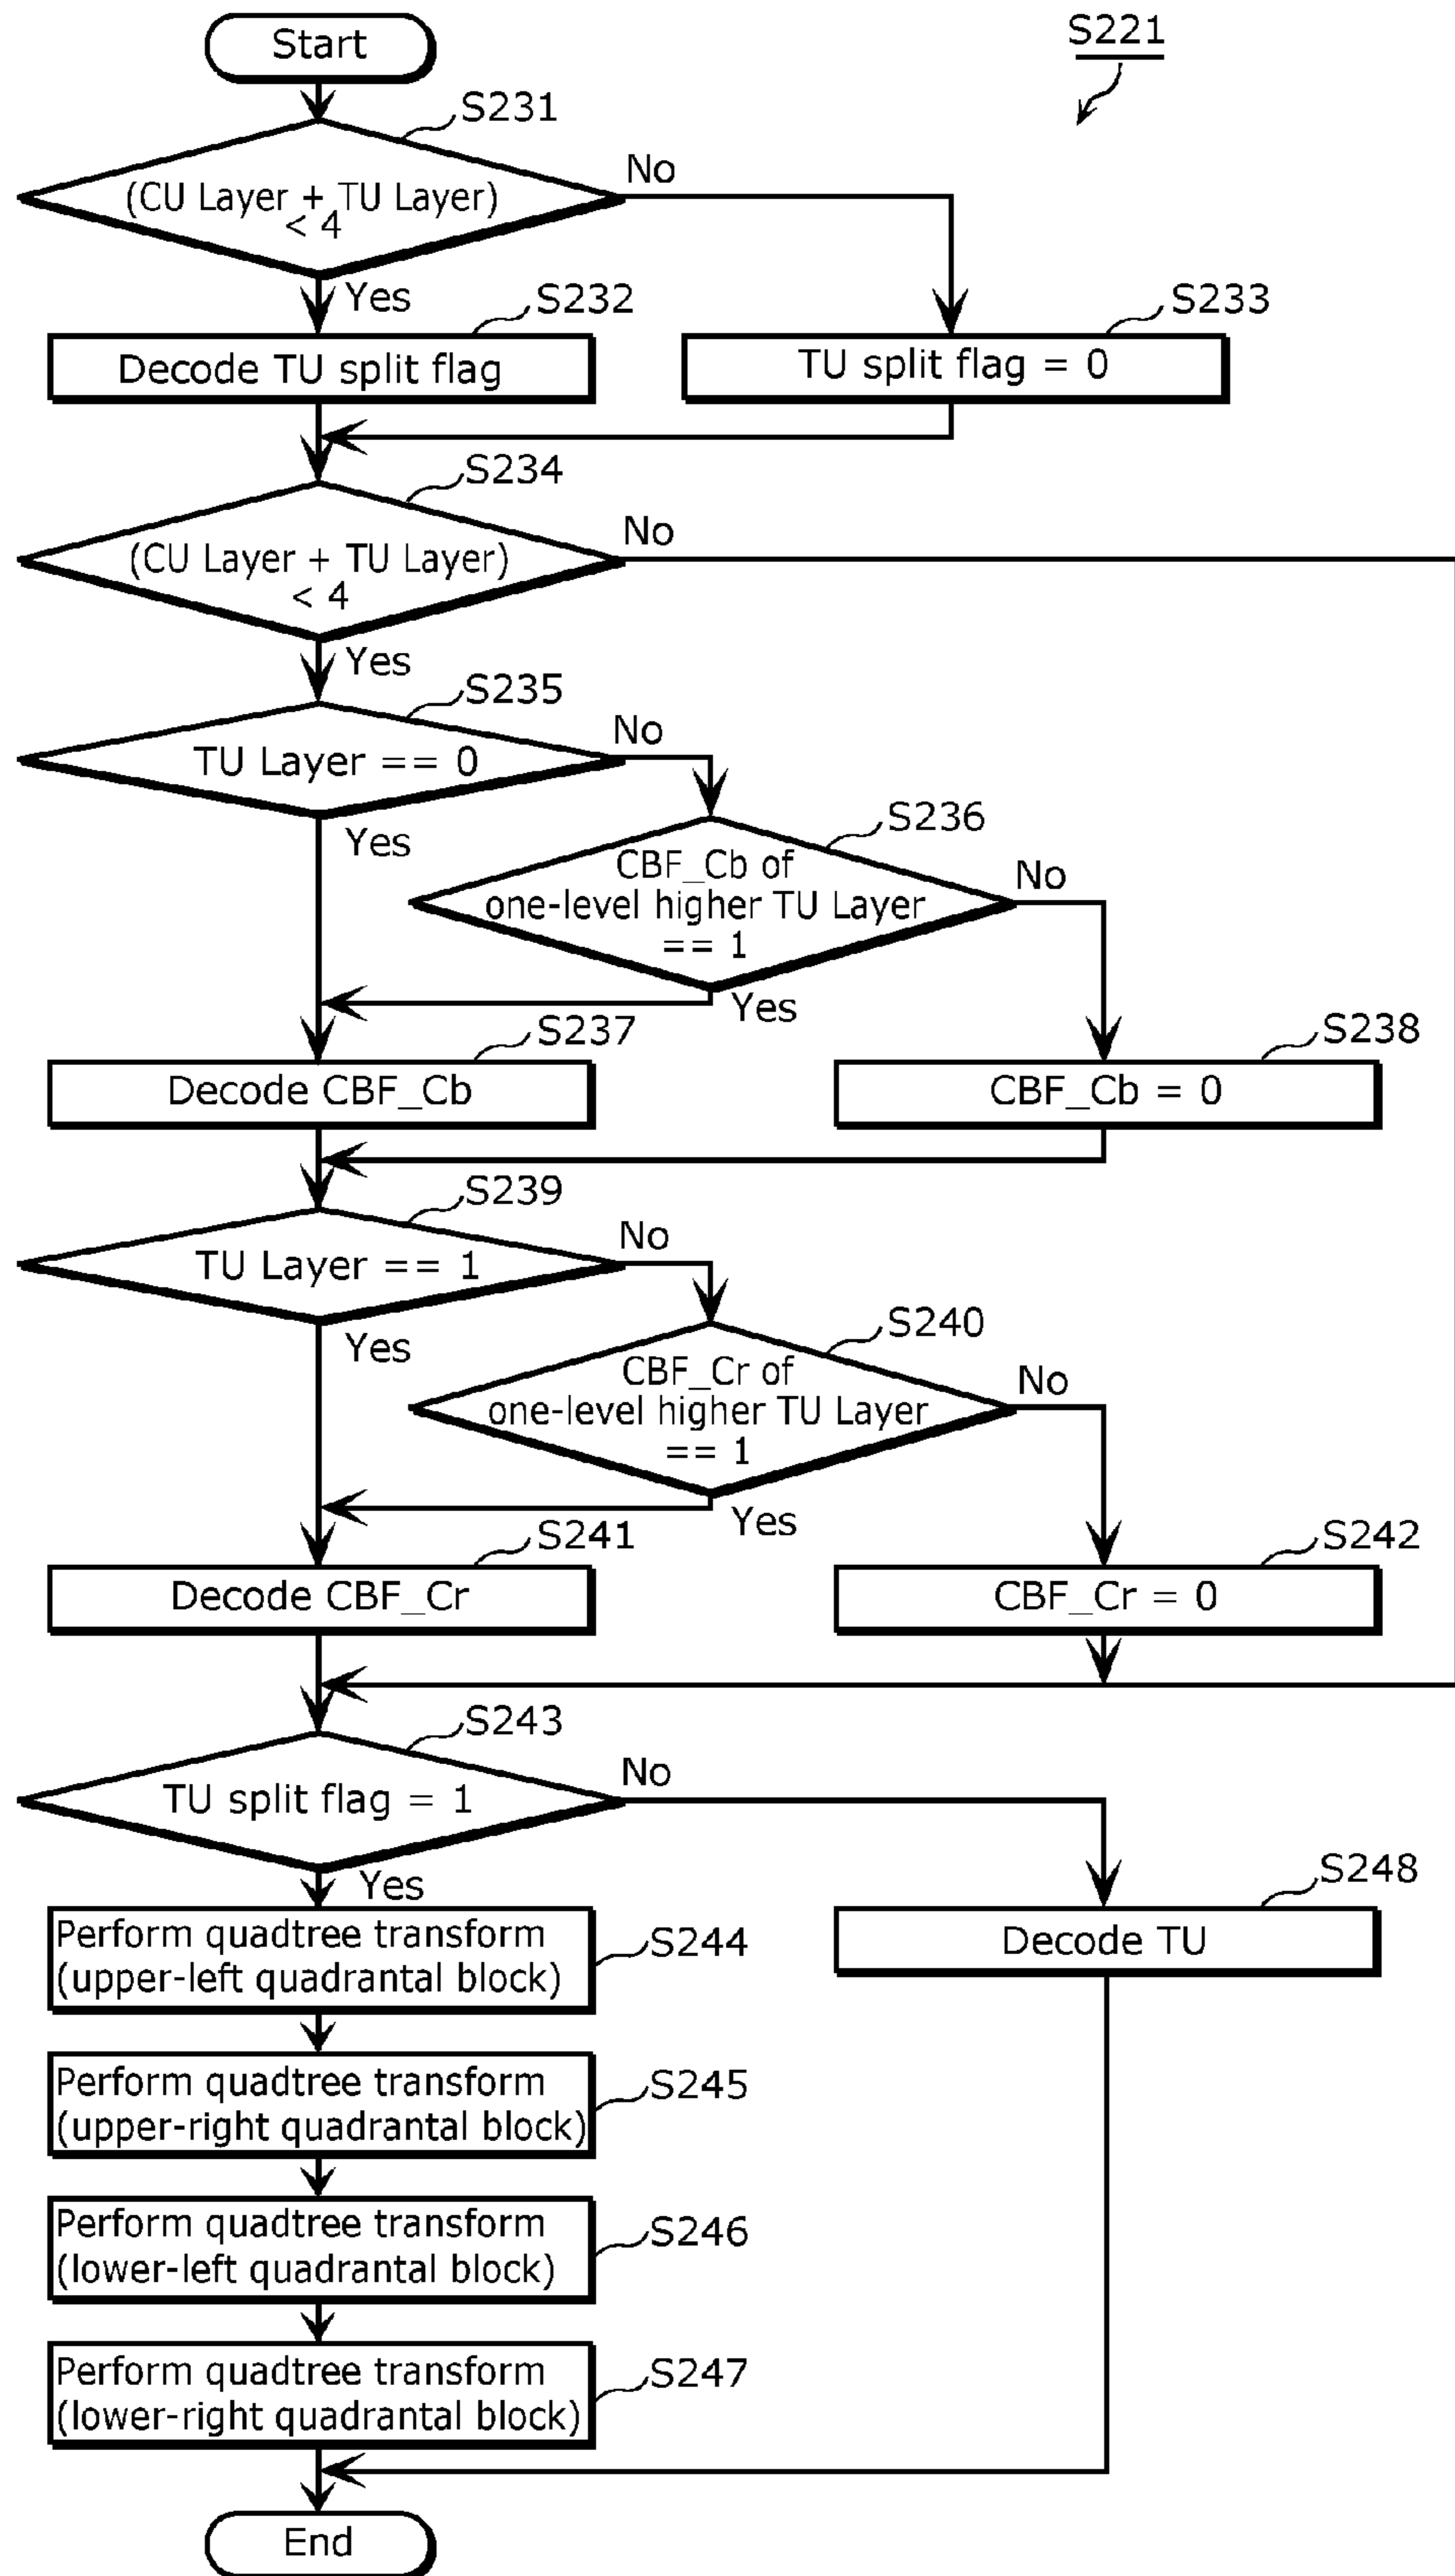 Start
S221
S231
(CU Layer + TU Layer)
< 4
No
Yes
S232
S233
Decode TU split flag
TU split flag = 0
S234
(CU Layer + TU Layer)
< 4
No
Yes
S235
TU Layer == 0
No
Yes
S236
CBF_Cb of
one-level higher TU Layer
== 1
No
Yes
S237
S238
Decode CBF_Cb
CBF_Cb = 0
S239
TU Layer == 1
No
Yes
S240
CBF_Cr of
one-level higher TU Layer
== 1
No
Yes
S241
S242
Decode CBF_Cr
CBF_Cr = 0
S243
TU split flag = 1
No
Yes
S248
Perform quadtree transform
(upper-left quadrantal block)
S244
Decode TU
Perform quadtree transform
(upper-right quadrantal block)
S245
Perform quadtree transform
(lower-left quadrantal block)
S246
Perform quadtree transform
(lower-right quadrantal block)
S247
End